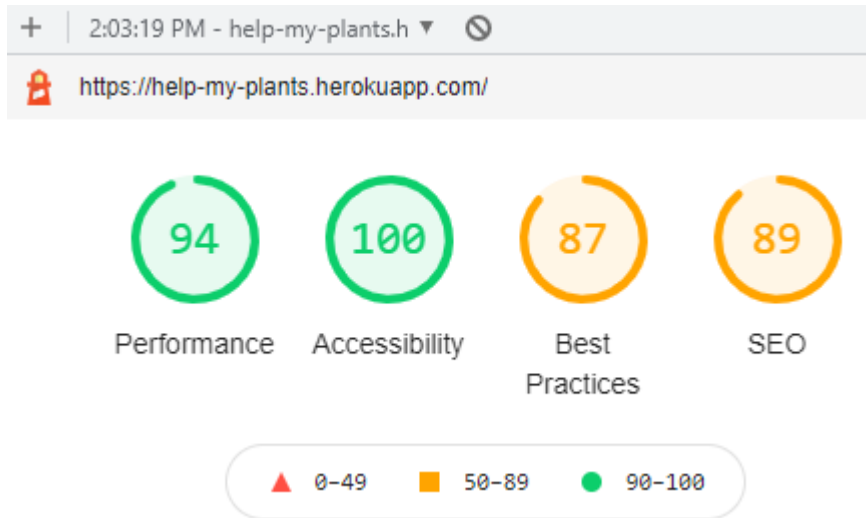 2:03:19 PM - help-my-plants.h
https://help-my-plants.herokuapp.com/
94 100 87 89
Performance Accessibility Best Practices SEO
0–49 50–89 90–100